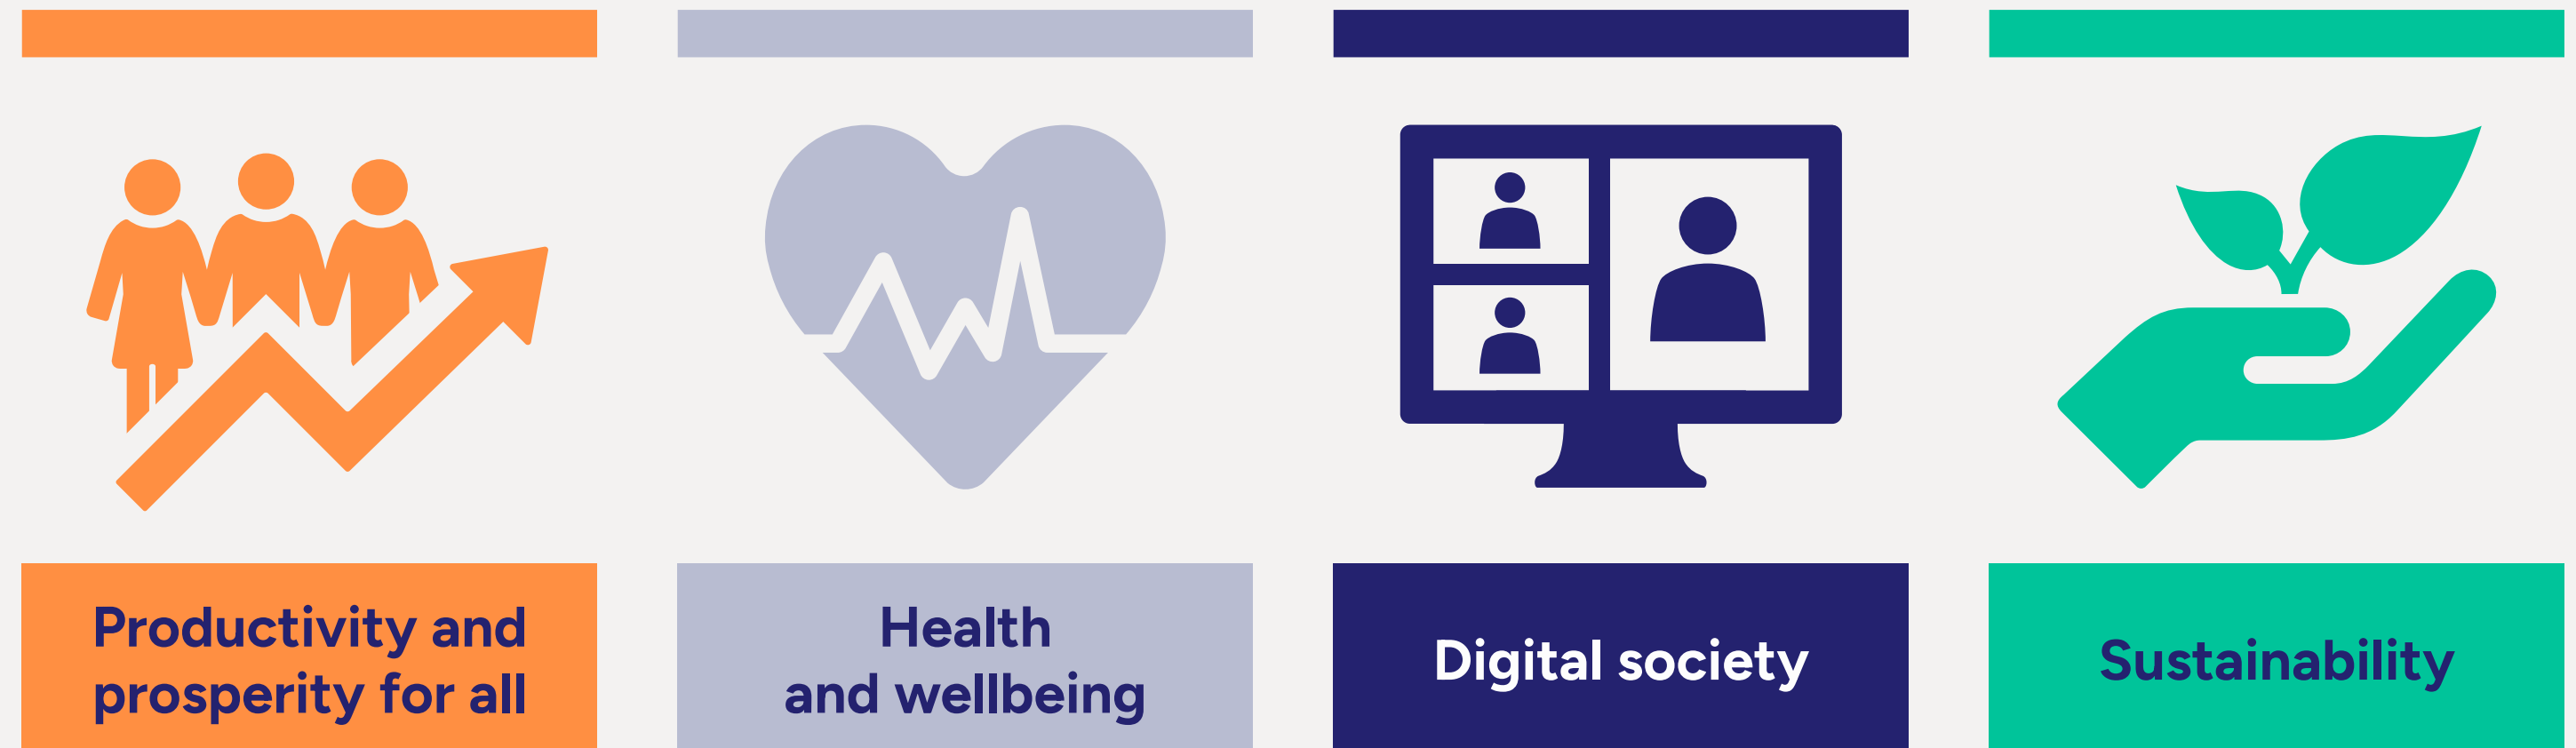 Productivity and
prosperity for all
Health
and wellbeing
Digital society
Sustainability